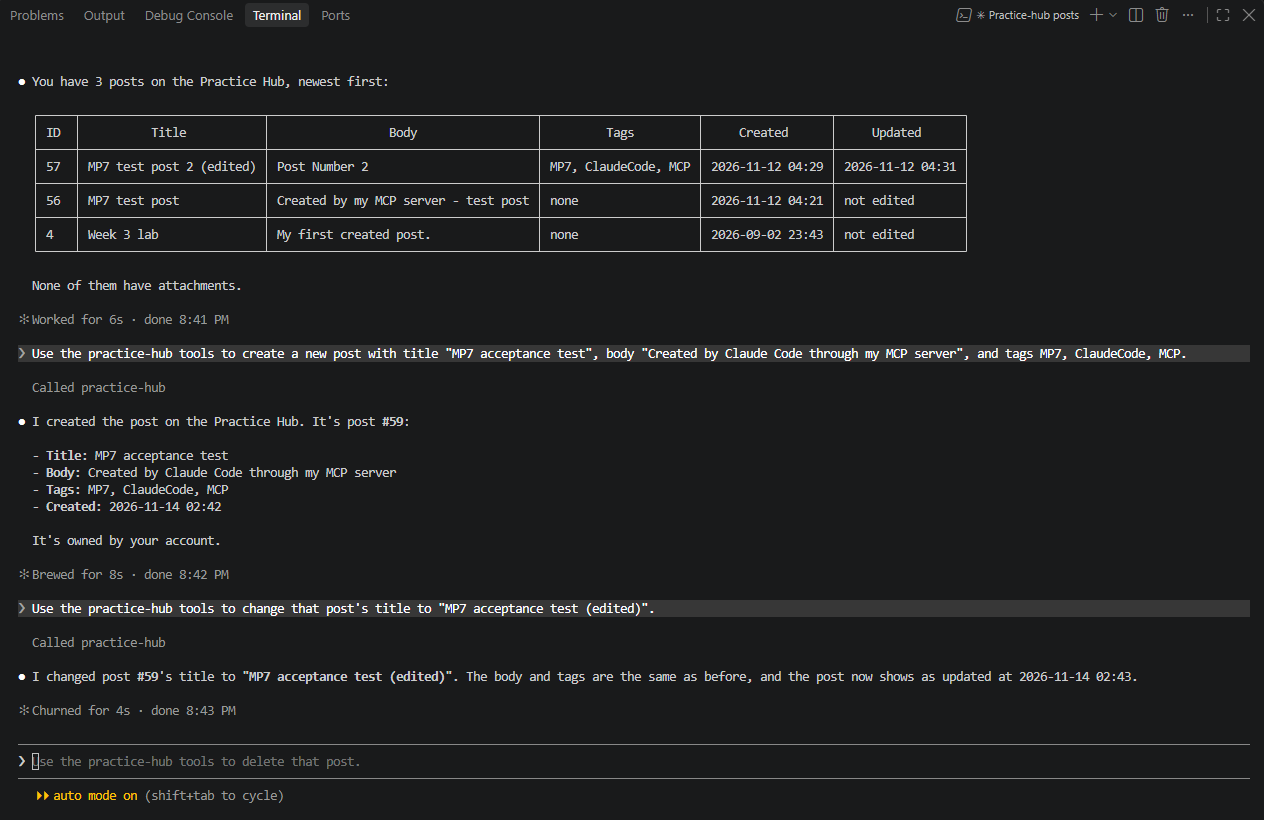 Problems Output Debug Console Terminal Ports Practice-hub posts
● You have 3 posts on the Practice Hub, newest first:
ID Title Body Tags Created Updated
57 MP7 test post 2 (edited) Post Number 2 MP7, ClaudeCode, MCP 2026-11-12 04:29 2026-11-12 04:31
56 MP7 test post Created by my MCP server - test post none 2026-11-12 04:21 not edited
4 Week 3 lab My first created post. none 2026-09-02 23:43 not edited
None of them have attachments.
✻ Worked for 6s · done 8:41 PM
❯ Use the practice-hub tools to create a new post with title "MP7 acceptance test", body "Created by Claude Code through my MCP server", and tags MP7, ClaudeCode, MCP.
Called practice-hub
● I created the post on the Practice Hub. It's post #59:
- Title: MP7 acceptance test
- Body: Created by Claude Code through my MCP server
- Tags: MP7, ClaudeCode, MCP
- Created: 2026-11-14 02:42
It's owned by your account.
✻ Brewed for 8s · done 8:42 PM
❯ Use the practice-hub tools to change that post's title to "MP7 acceptance test (edited)".
Called practice-hub
● I changed post #59's title to "MP7 acceptance test (edited)". The body and tags are the same as before, and the post now shows as updated at 2026-11-14 02:43.
✻ Churned for 4s · done 8:43 PM
❯ Use the practice-hub tools to delete that post.
⏵⏵ auto mode on (shift+tab to cycle)